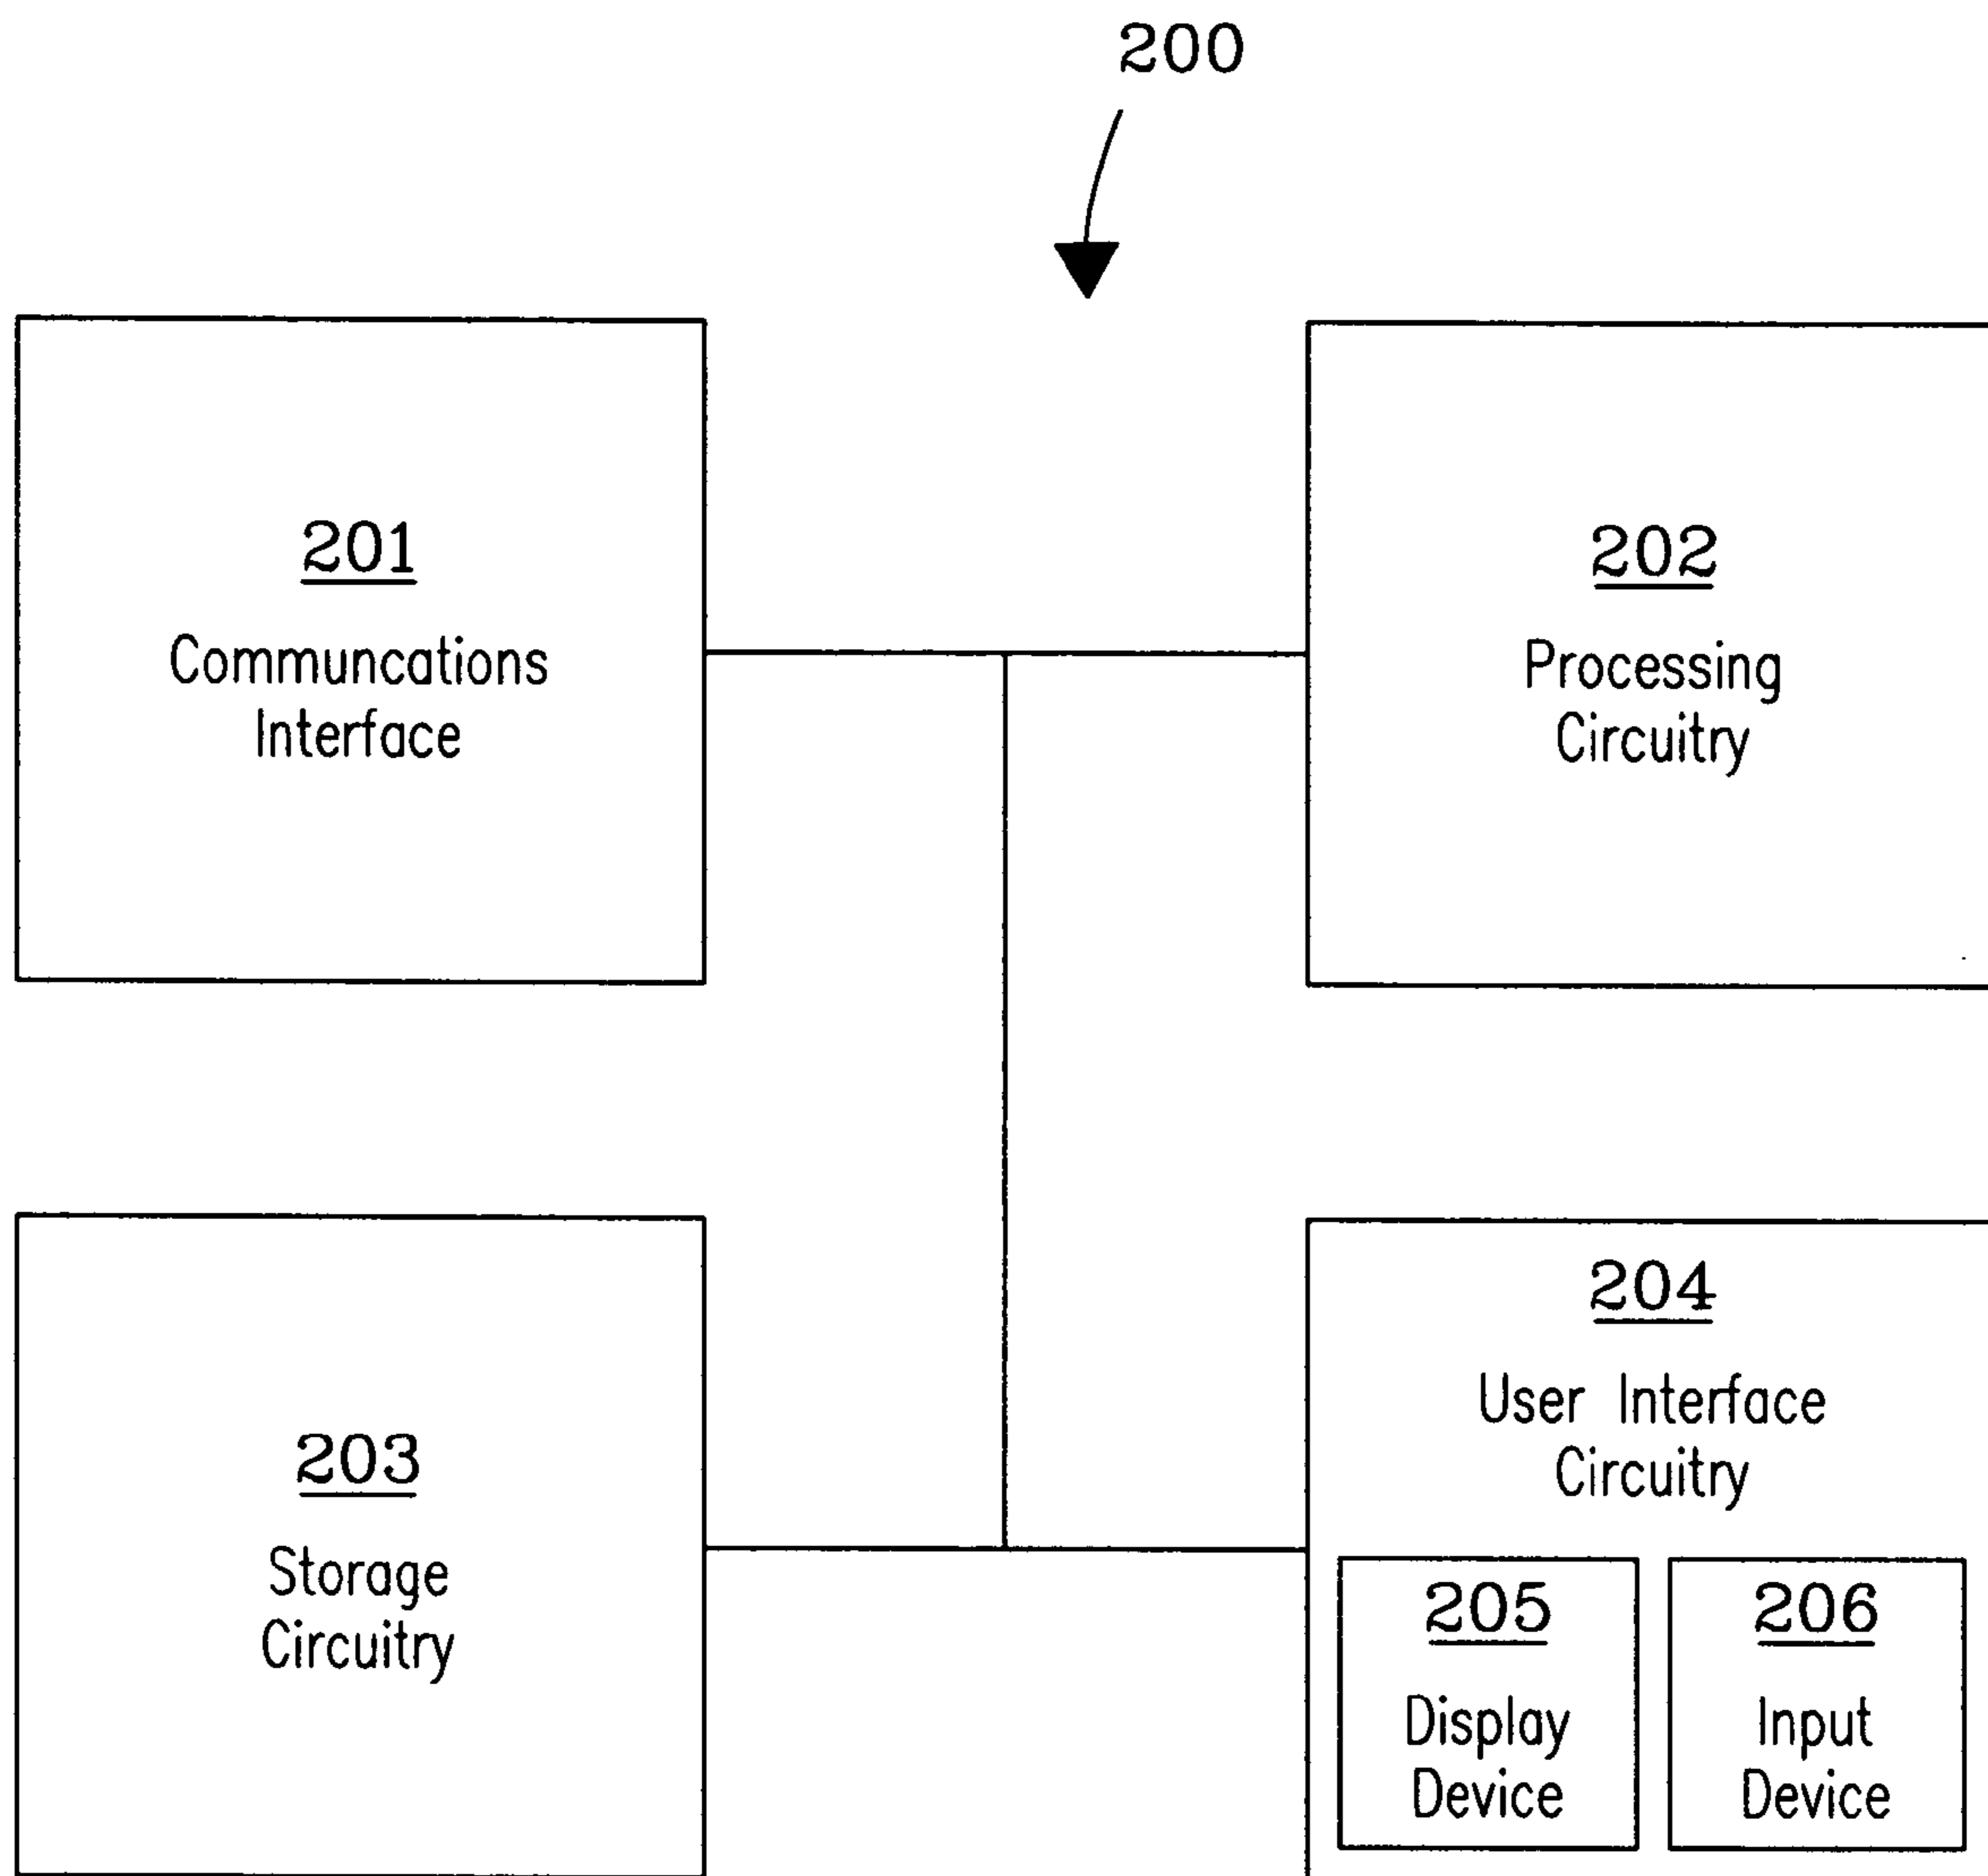 200
201
Communcations
Interface
202
Processing
Circuitry
203
Storage
Circuitry
204
User Interface
Circuitry
205
Display
Device
206
Input
Device